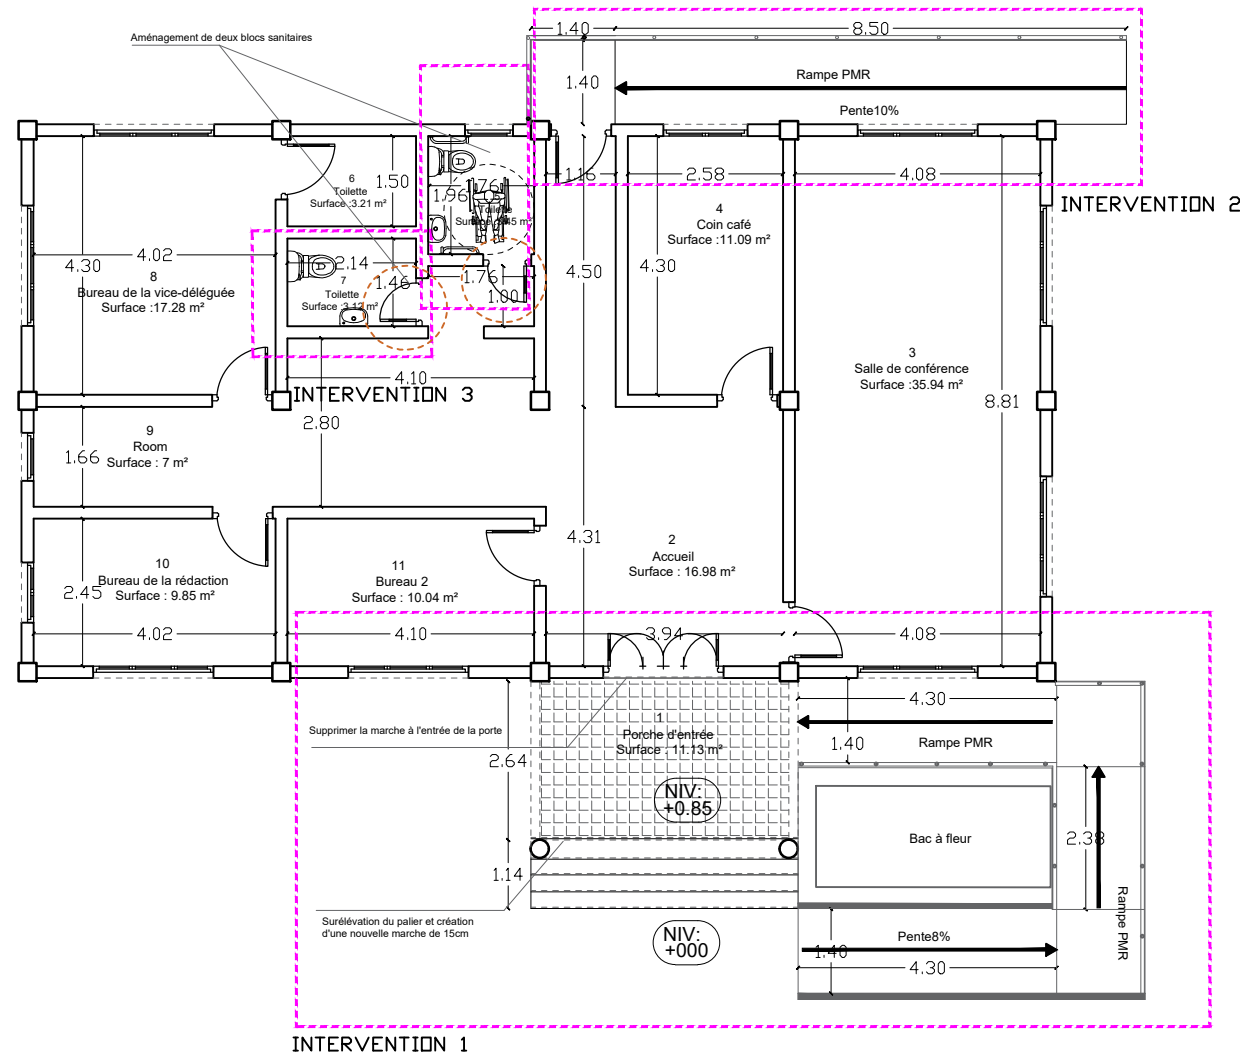 1.40
8.50
Aménagement de deux blocs sanitaires
Rampe PMR
1.40
Pente10%
1.16
2.58
4.08
INTERVENTION 2
6
Toilette
Surface :3.21 m²
1.50
1.96
1.76
Toilette
4
Coin café
Surface :11.09 m²
4.02
4.30
8
Bureau de la vice-déléguée
Surface :17.28 m²
2.14
1.46
7
Toilette
1.76
1.00
4.50
4.30
3
Salle de conférence
Surface :35.94 m²
4.10
INTERVENTION 3
8.81
2.80
9
Room
Surface : 7 m²
1.66
4.31
2
Accueil
Surface : 16.98 m²
10
Bureau de la rédaction
Surface : 9.85 m²
2.45
11
Bureau 2
Surface : 10.04 m²
4.02
4.10
3.94
4.08
4.30
Supprimer la marche à l'entrée de la porte
1
Porche d'entrée
Surface : 11.13 m²
1.40
Rampe PMR
2.64
NIV:
+0.85
Bac à fleur
2.38
1.14
Rampe PMR
Surélévation du palier et création
d'une nouvelle marche de 15cm
NIV:
+000
Pente8%
1.40
4.30
INTERVENTION 1